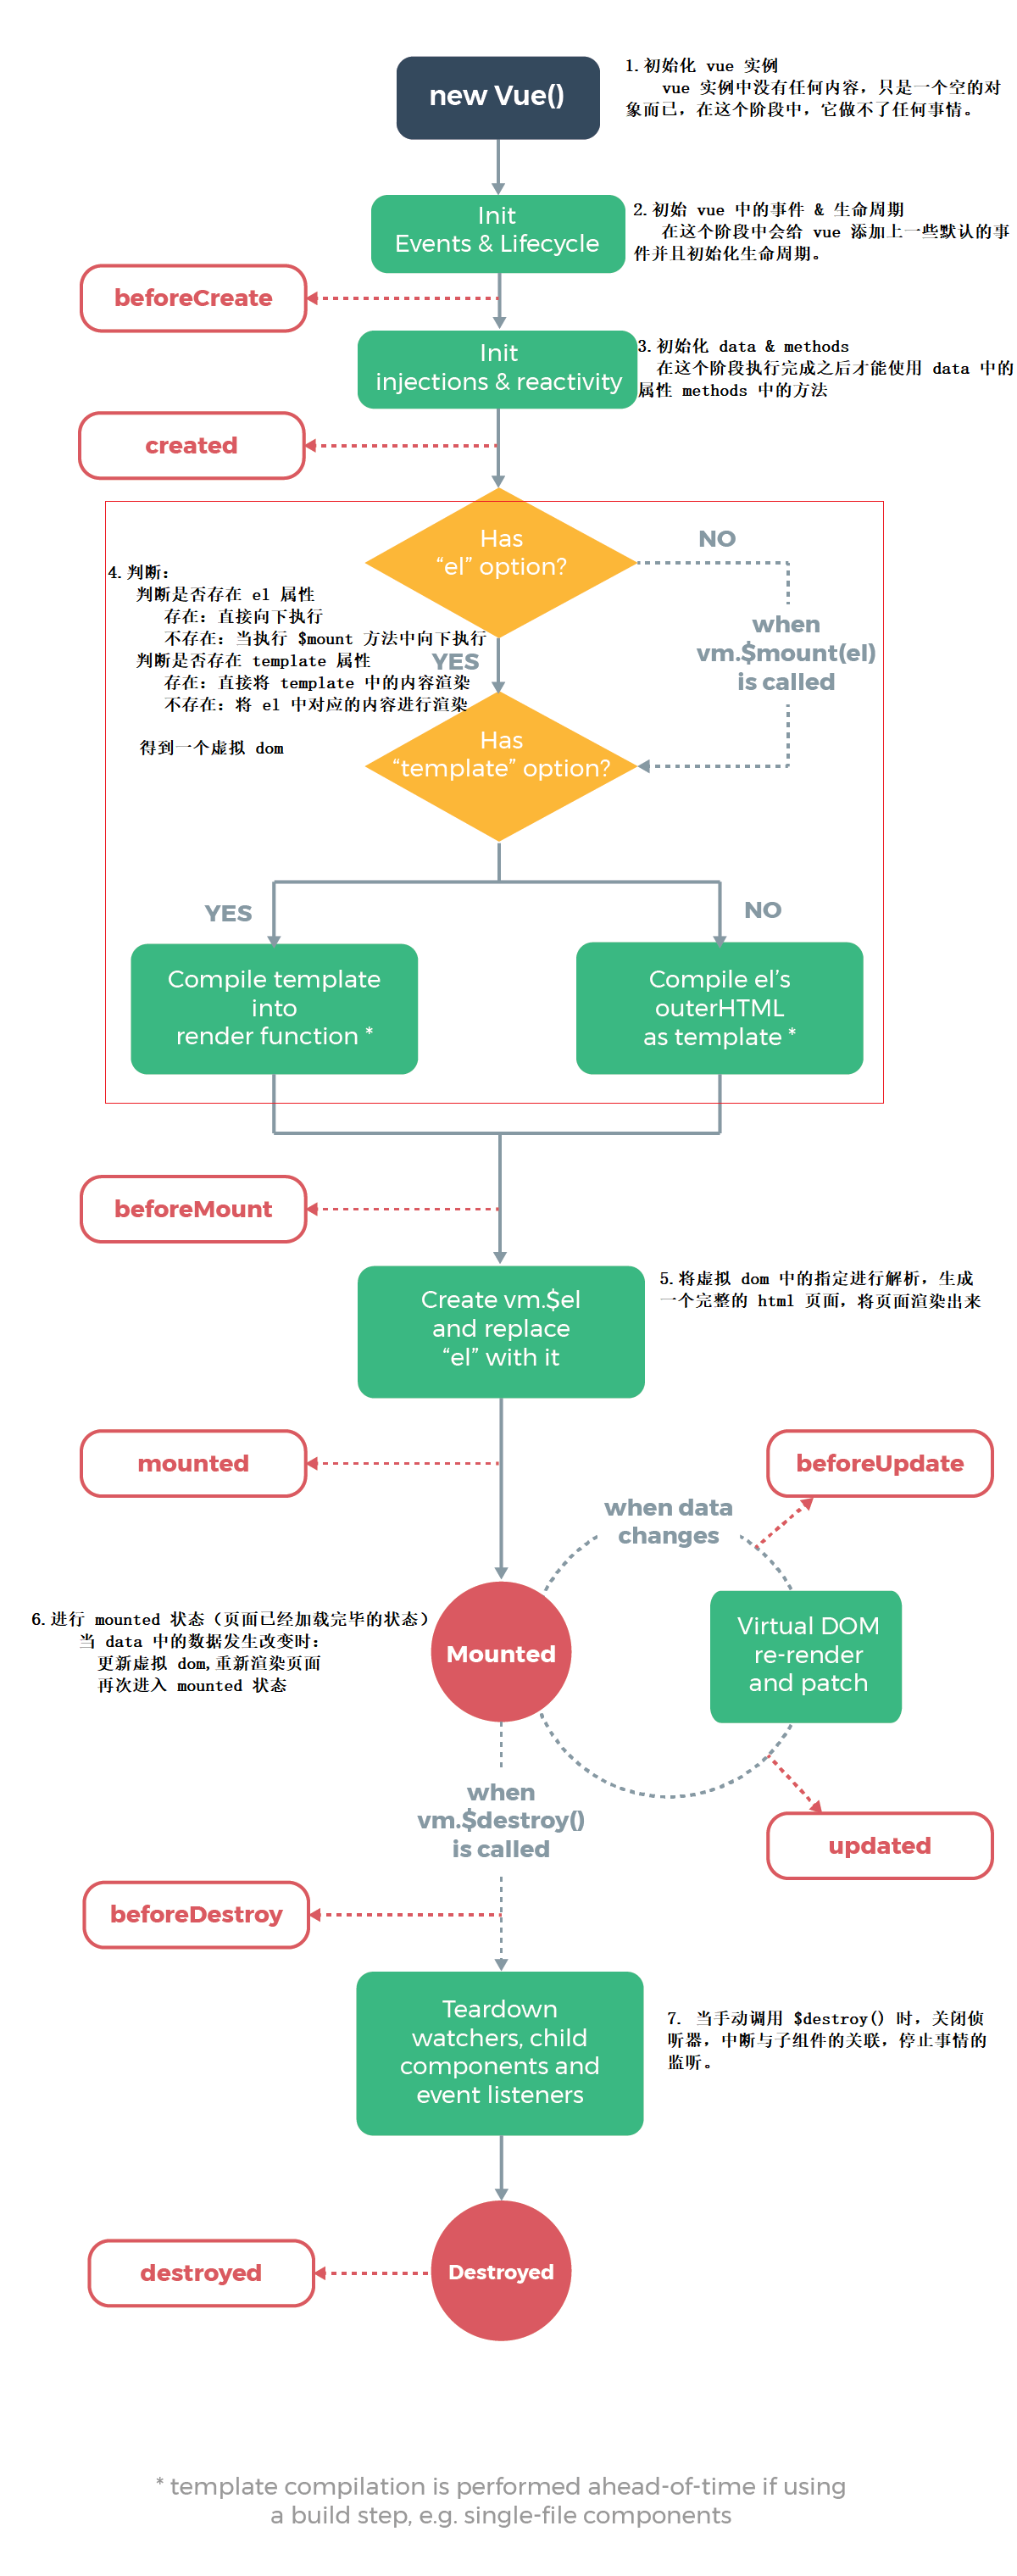 new Vue()
1.初始化 vue 实例
vue 实例中没有任何内容，只是一个空的对
象而已，在这个阶段中，它做不了任何事情。
Init
Events & Lifecycle
2.初始 vue 中的事件 & 生命周期
在这个阶段中会给 vue 添加上一些默认的事
件并且初始化生命周期。
beforeCreate
Init
injections & reactivity
3.初始化 data & methods
在这个阶段执行完成之后才能使用 data 中的
属性 methods 中的方法
created
Has
“el” option?
NO
4.判断：
判断是否存在 el 属性
存在：直接向下执行
不存在：当执行 $mount 方法中向下执行
判断是否存在 template 属性
存在：直接将 template 中的内容渲染
不存在：将 el 中对应的内容进行渲染
得到一个虚拟 dom
when
vm.$mount(el)
is called
YES
Has
“template” option?
YES
NO
Compile template
into
render function *
Compile el’s
outerHTML
as template *
beforeMount
Create vm.$el
and replace
“el” with it
5.将虚拟 dom 中的指定进行解析，生成
一个完整的 html 页面，将页面渲染出来
mounted
beforeUpdate
when data
changes
6.进行 mounted 状态（页面已经加载完毕的状态）
当 data 中的数据发生改变时：
更新虚拟 dom,重新渲染页面
再次进入 mounted 状态
Mounted
Virtual DOM
re-render
and patch
when
vm.$destroy()
is called
updated
beforeDestroy
Teardown
watchers, child
components and
event listeners
7. 当手动调用 $destroy() 时，关闭侦
听器，中断与子组件的关联，停止事情的
监听。
destroyed
Destroyed
* template compilation is performed ahead-of-time if using
a build step, e.g. single-file components